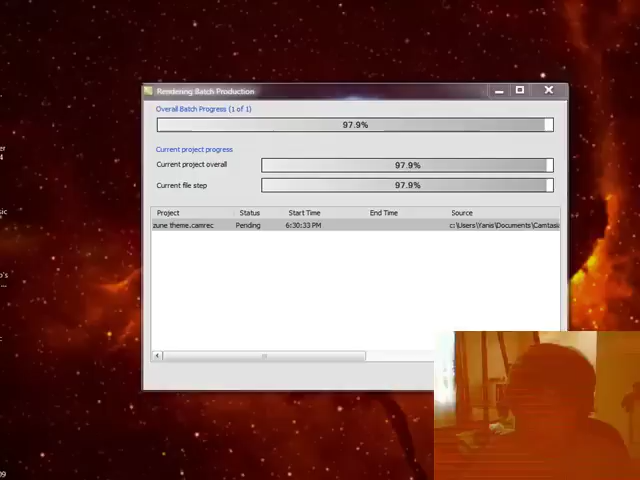 Rendering Batch Production
Overall Batch Progress (1 of 1)
97.9%
Current project progress
Current project overall 97.9%
Current file step 97.9%
Project Status Start Time End Time Source
zune theme.camrec Pending 6:30:33 PM c:\Users\Yanis\Documents\Camtasi